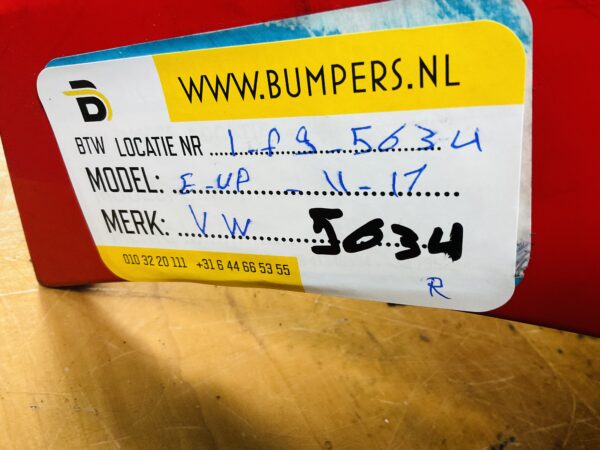 WWW.BUMPERS.NL
B
BTW LOCATIE NR 1-f9-5634
MODEL: E-UP - 11-17
MERK: VW 5634
010 32 20 111 +31 6 44 66 53 55
R